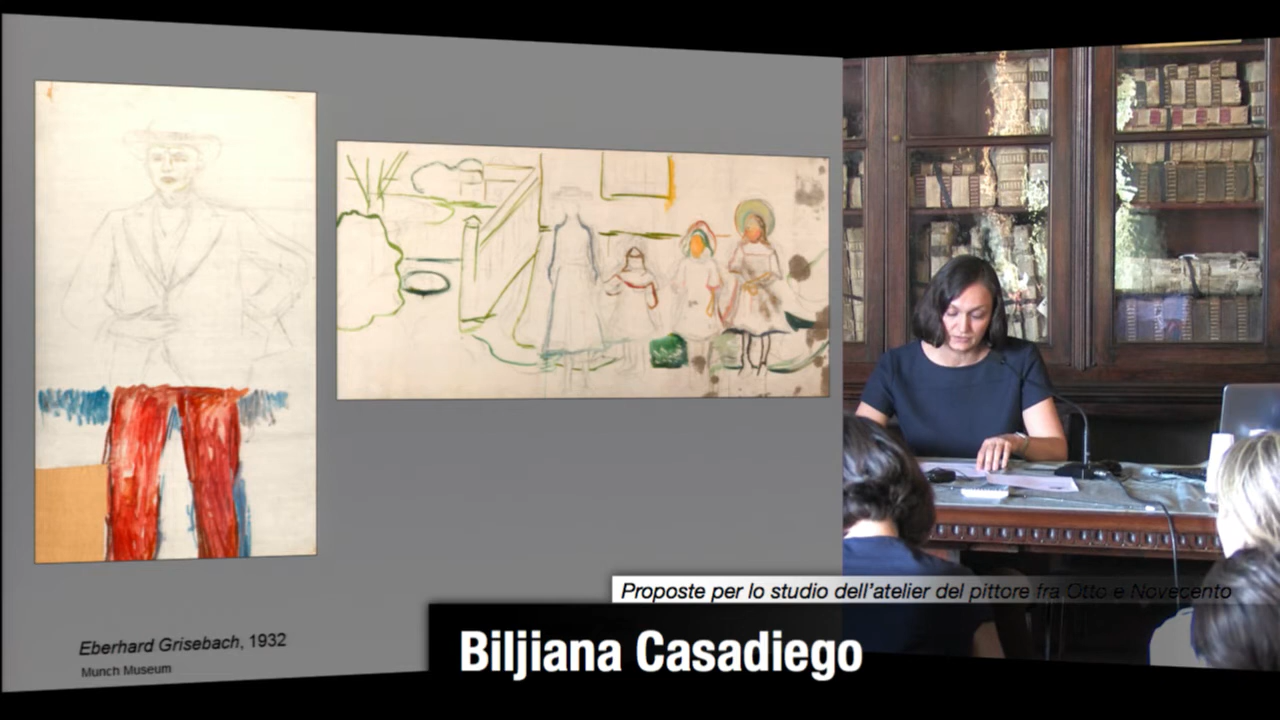 Eberhard Grisebach, 1932
Munch Museum
Proposte per lo studio dell'atelier del pittore fra Otto e Novecento
Biljiana Casadiego